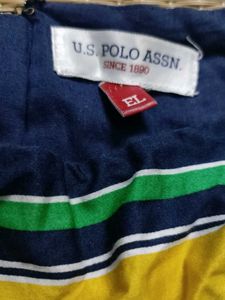 U.S. POLO ASSN.
SINCE 1890
EL